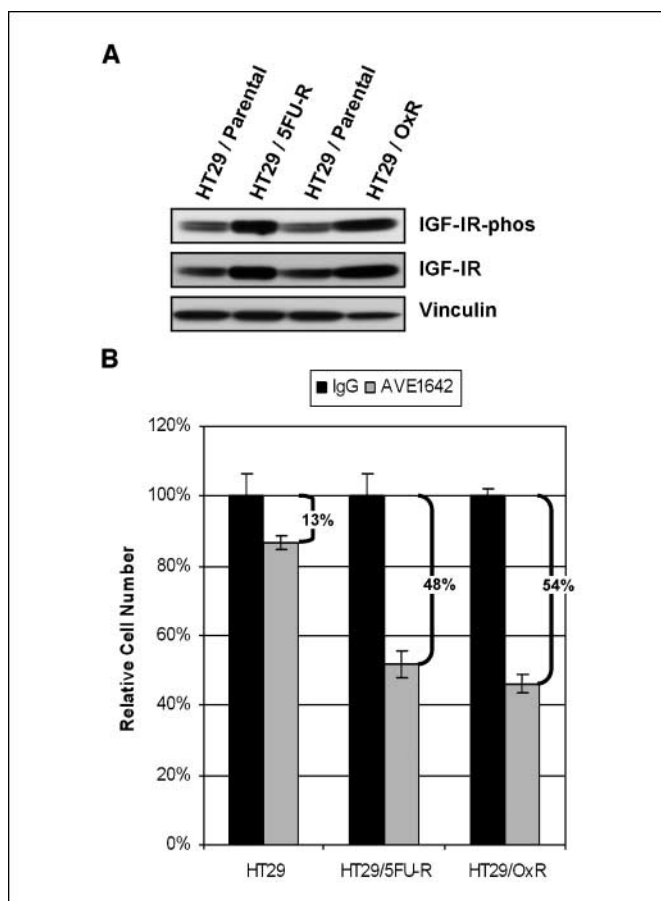 A
HT29 / Parental
HT29 / 5FU-R
HT29 / Parental
HT29 / OxR
IGF-IR-phos
IGF-IR
Vinculin
B
IgG AVE1642
120%
100%
80%
60%
40%
20%
0%
Relative Cell Number
13%
48%
54%
HT29 HT29/5FU-R HT29/OxR